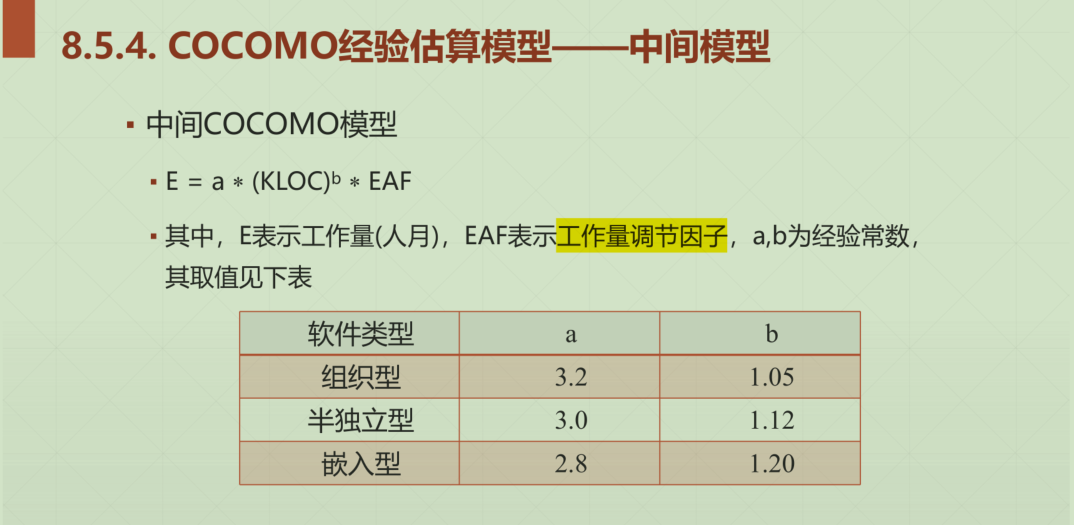 8.5.4. COCOMO经验估算模型——中间模型
▪ 中间COCOMO模型
▪ E = a * (KLOC)ᵇ * EAF
▪ 其中，E表示工作量(人月)，EAF表示工作量调节因子，a,b为经验常数，
其取值见下表
软件类型 a b
组织型 3.2 1.05
半独立型 3.0 1.12
嵌入型 2.8 1.20